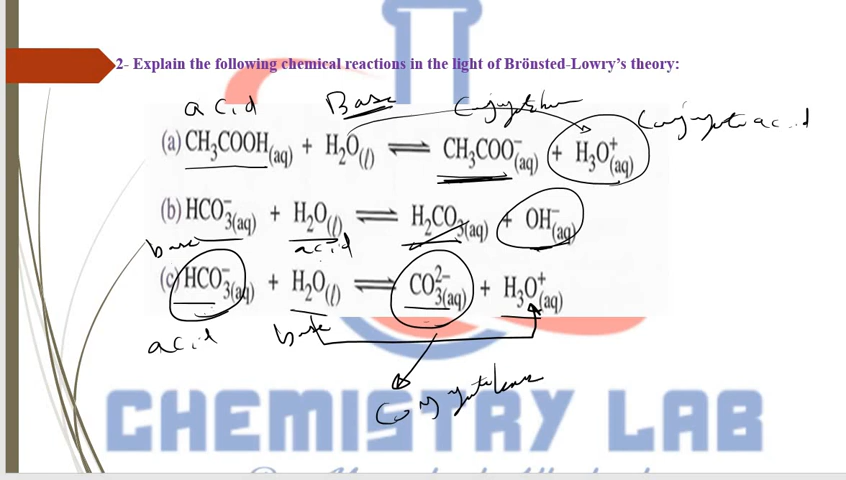 2- Explain the following chemical reactions in the light of Brönsted-Lowry's theory:
acid Base
conjugate acid
(a) CH₃COOH(aq) + H₂O(l) ⇌ CH₃COO⁻(aq) + H₃O⁺(aq)
(b) HCO₃⁻(aq) + H₂O(l) ⇌ H₂CO₃(aq) + OH⁻(aq)
base acid
(c) HCO₃⁻(aq) + H₂O(l) ⇌ CO₃²⁻(aq) + H₃O⁺(aq)
acid base
CHEMISTRY LAB